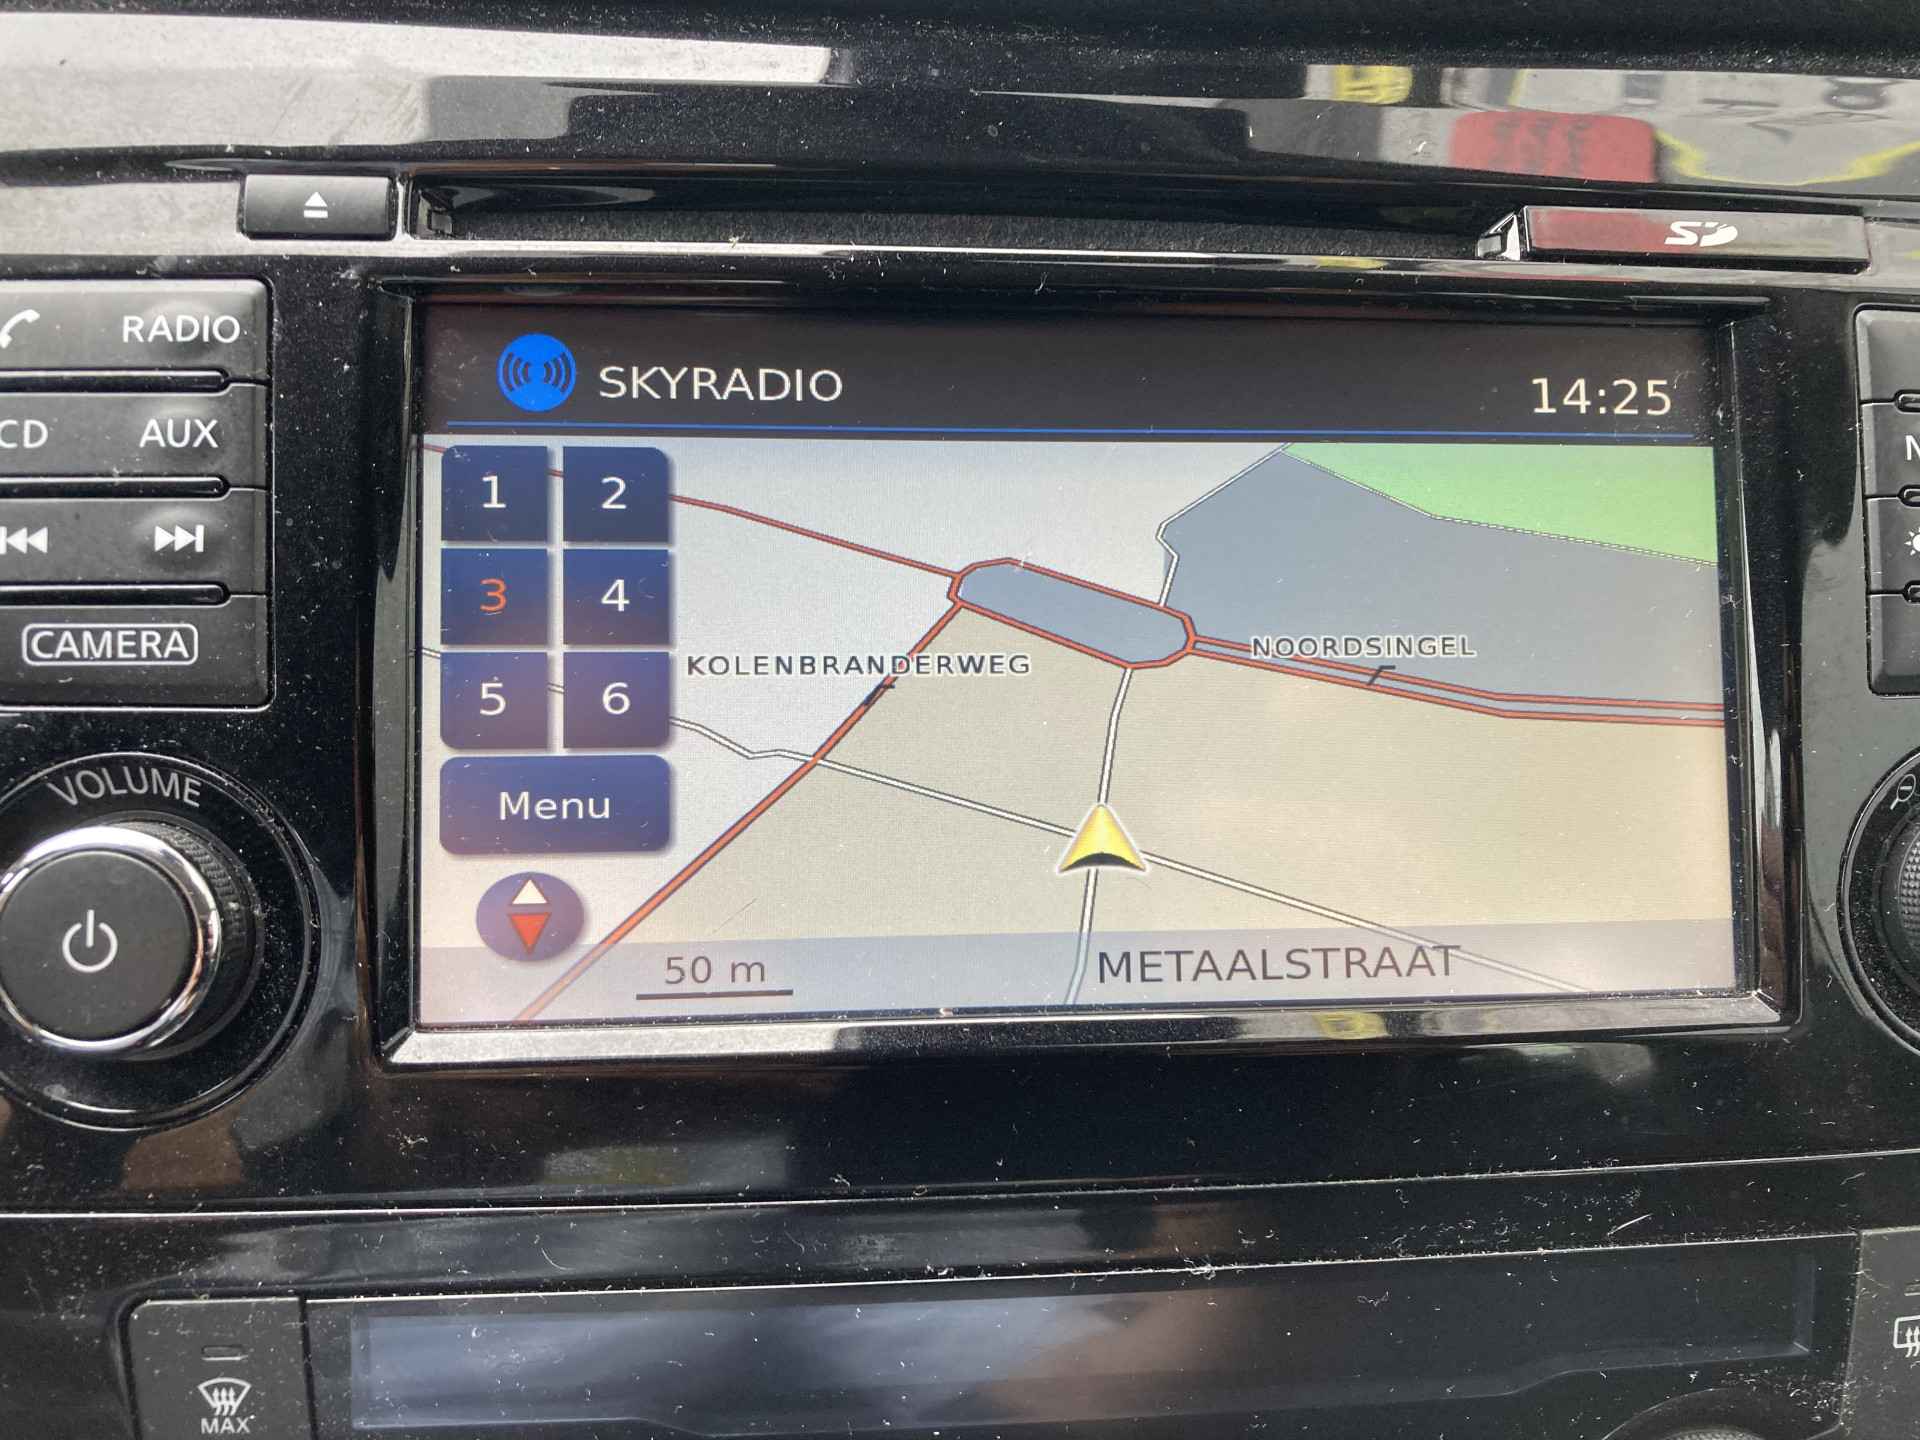 SD
RADIO
CD AUX
CAMERA
VOLUME
SKYRADIO
14:25
1 2
3 4
5 6
Menu
KOLENBRANDERWEG
NOORDSINGEL
50 m
METAALSTRAAT
MAX